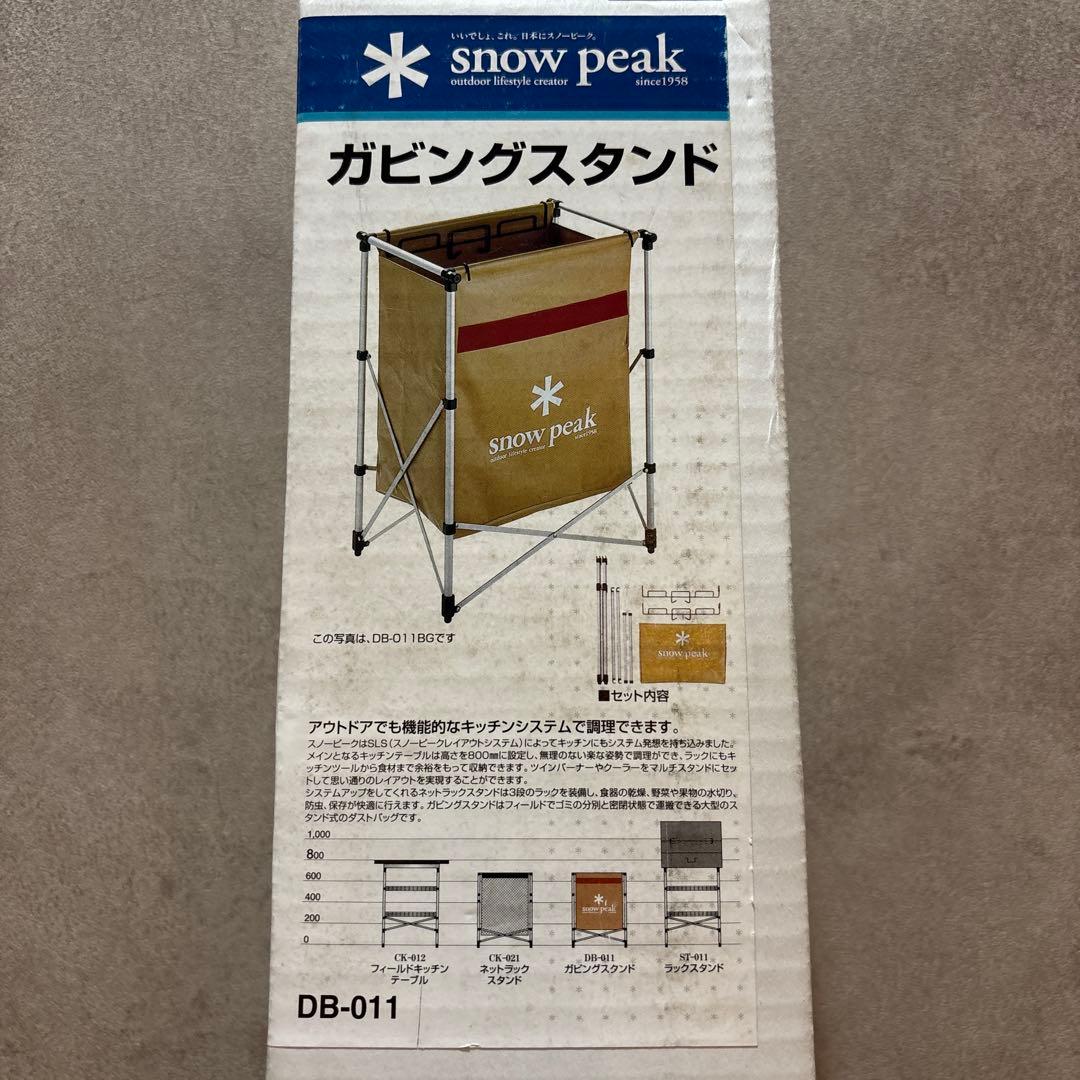 いいでしょ、これ。日本にスノーピーク。
snow peak
outdoor lifestyle creator since1958
ガビングスタンド
snow peak
outdoor lifestyle creator since1958
この写真は、DB-011BGです
snow peak
■セット内容
アウトドアでも機能的なキッチンシステムで調理できます。
スノーピークはSLS(スノーピークレイアウトシステム)によってキッチンにもシステム発想を持ち込みました。
メインとなるキッチンテーブルは高さを800mmに設定し、無理のない楽な姿勢で調理ができ、ラックにもキ
ッチンツールから食材まで余裕をもって収納できます。ツインバーナーやクーラーをマルチスタンドにセッ
トして思い通りのレイアウトを実現することができます。
システムアップをしてくれるネットラックスタンドは3段のラックを装備し、食器の乾燥、野菜や果物の水切り、
防虫、保存が快適に行えます。ガビングスタンドはフィールドでゴミの分別と密閉状態で運搬できる大型のス
タンド式のダストバッグです。
1,000
800
600
400
200
0
snow peak
CK-012
フィールドキッチン
テーブル
CK-021
ネットラック
スタンド
DB-011
ガビングスタンド
ST-011
ラックスタンド
DB-011